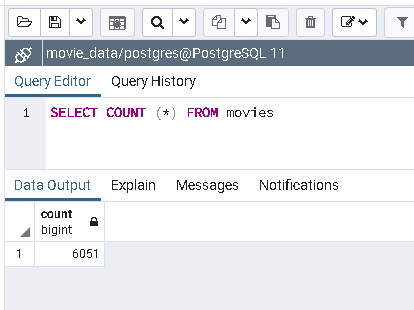 movie_data/postgres@PostgreSQL 11
Query Editor Query History
1 SELECT COUNT (*) FROM movies
Data Output Explain Messages Notifications
count
bigint
1 6051